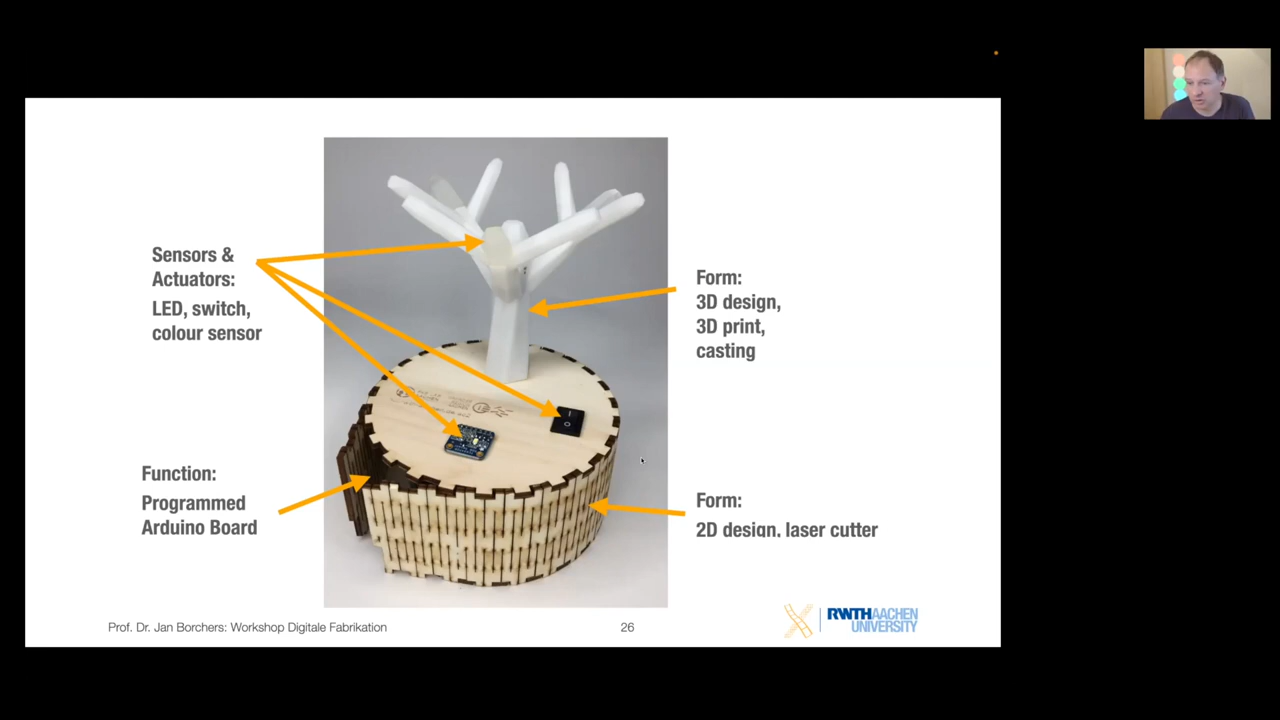 Sensors &
Actuators:
LED, switch,
colour sensor
Form:
3D design,
3D print,
casting
Function:
Programmed
Arduino Board
Form:
2D design, laser cutter
Prof. Dr. Jan Borchers: Workshop Digitale Fabrikation
26
RWTHAACHEN
UNIVERSITY